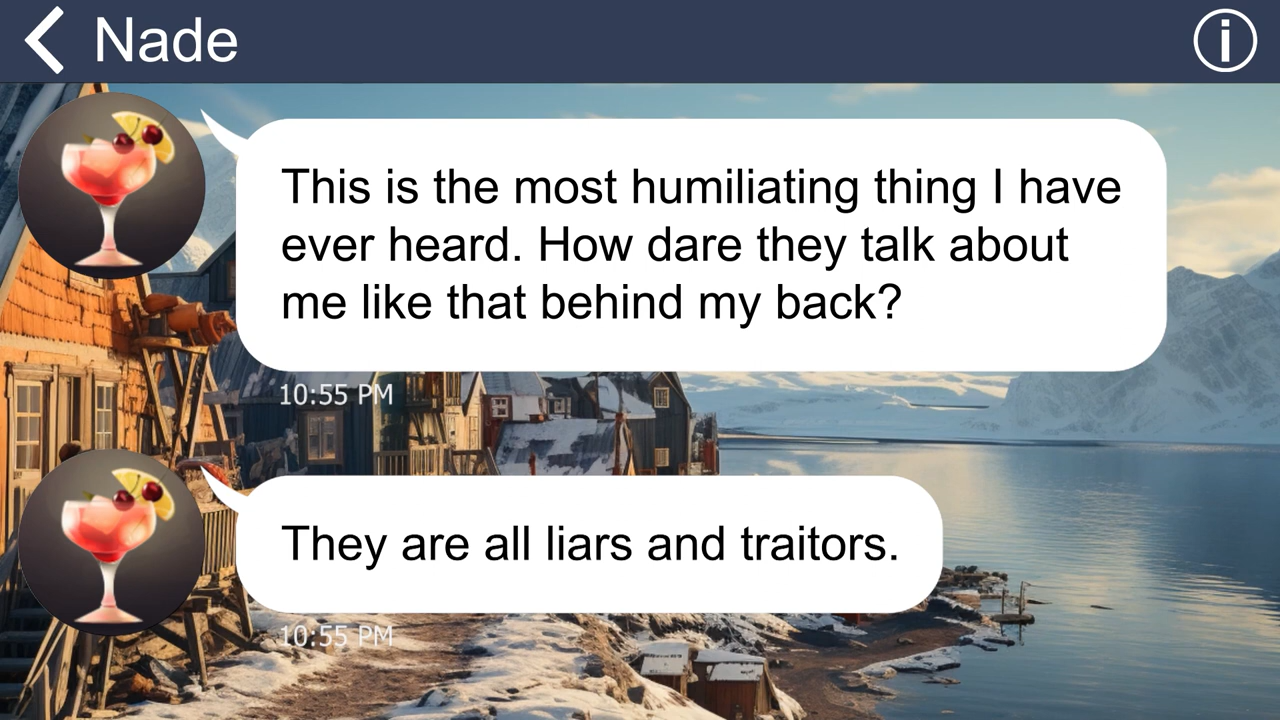 Nade
This is the most humiliating thing I have
ever heard. How dare they talk about
me like that behind my back?
10:55 PM
They are all liars and traitors.
10:55 PM